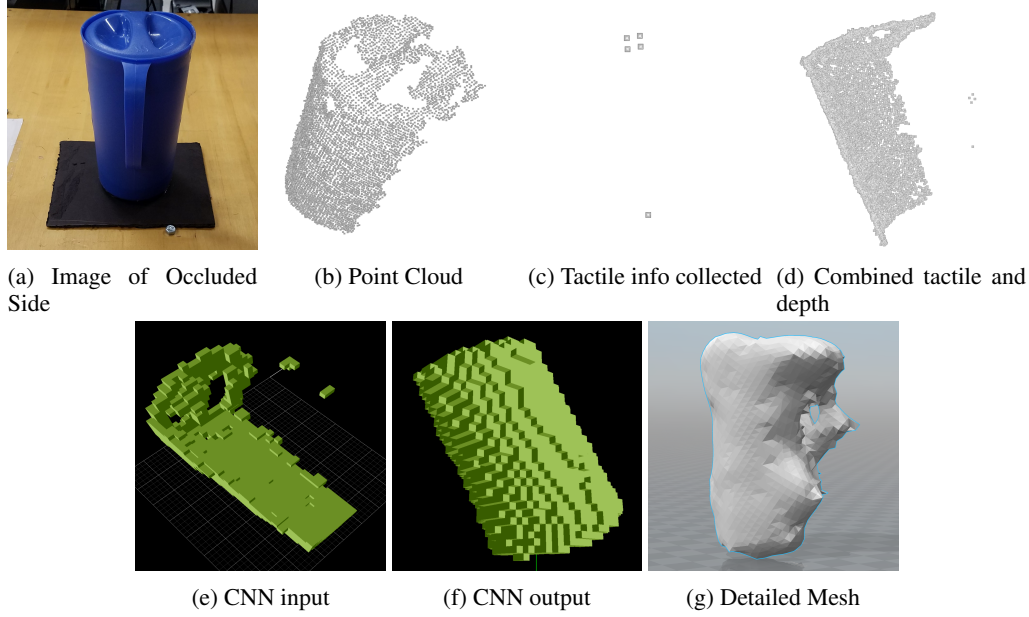 (a) Image of Occluded
Side
(b) Point Cloud
(c) Tactile info collected
(d) Combined tactile and
depth
(e) CNN input
(f) CNN output
(g) Detailed Mesh